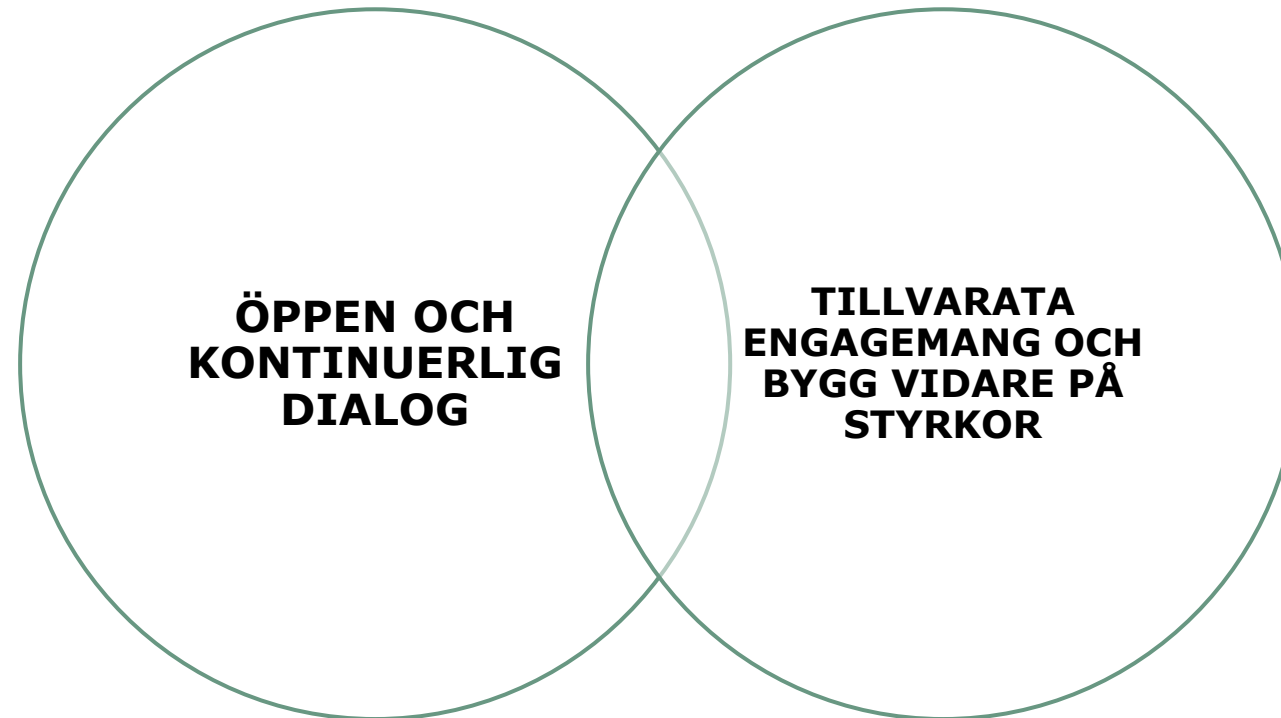 ÖPPEN OCH
KONTINUERLIG
DIALOG
TILLVARATA
ENGAGEMANG OCH
BYGG VIDARE PÅ
STYRKOR